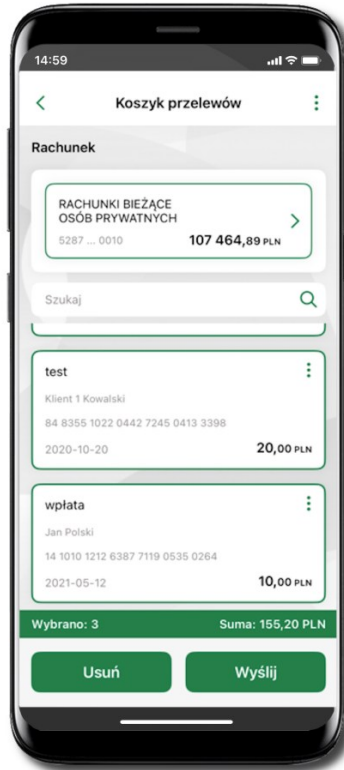 14:59
Koszyk przelewów
Rachunek
RACHUNKI BIEŻĄCE
OSÓB PRYWATNYCH
5287 ... 0010 107 464,89 PLN
Szukaj
test
Klient 1 Kowalski
84 8355 1022 0442 7245 0413 3398
2020-10-20 20,00 PLN
wpłata
Jan Polski
14 1010 1212 6387 7119 0535 0264
2021-05-12 10,00 PLN
Wybrano: 3 Suma: 155,20 PLN
Usuń Wyślij